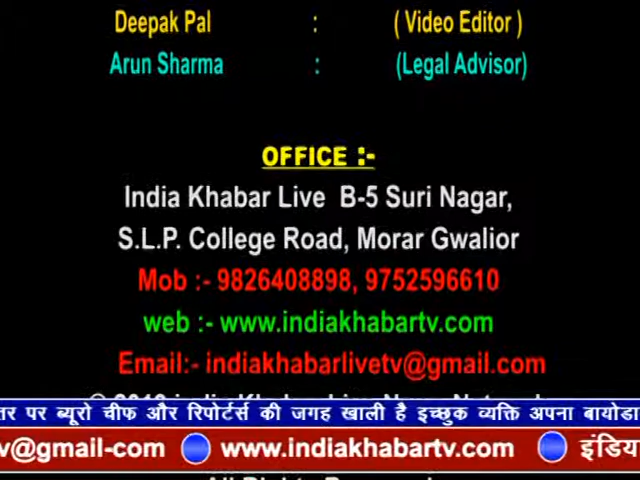 Deepak Pal : ( Video Editor )
Arun Sharma : (Legal Advisor)
OFFICE :-
India Khabar Live B-5 Suri Nagar,
S.L.P. College Road, Morar Gwalior
Mob :- 9826408898, 9752596610
web :- www.indiakhabartv.com
Email:- indiakhabarlivetv@gmail.com
पर ब्यूरो चीफ और रिपोर्टर्स की जगह खाली है इच्छुक व्यक्ति अपना बायोडा
v@gmail-com www.indiakhabartv.com इंडिया